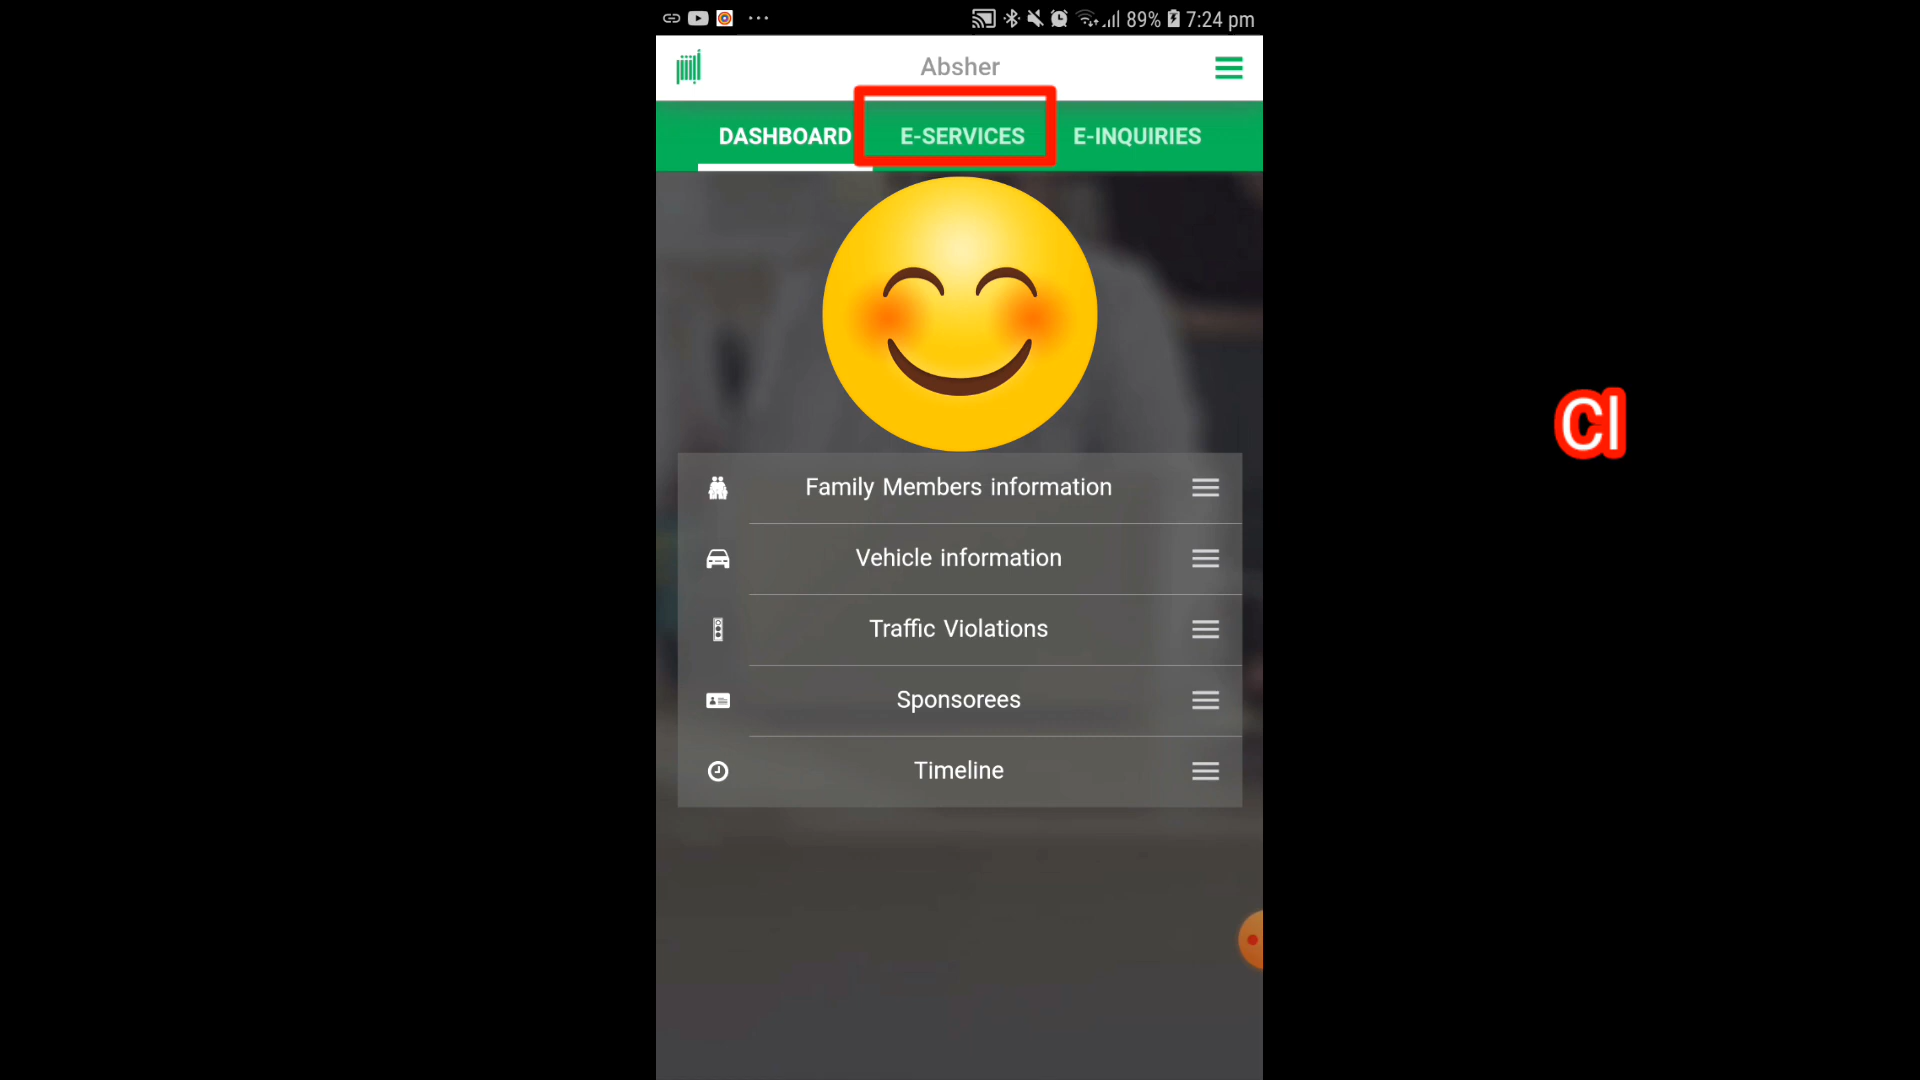 89% 7:24 pm
Absher
DASHBOARD E-SERVICES E-INQUIRIES
Cl
Family Members information
Vehicle information
Traffic Violations
Sponsorees
Timeline